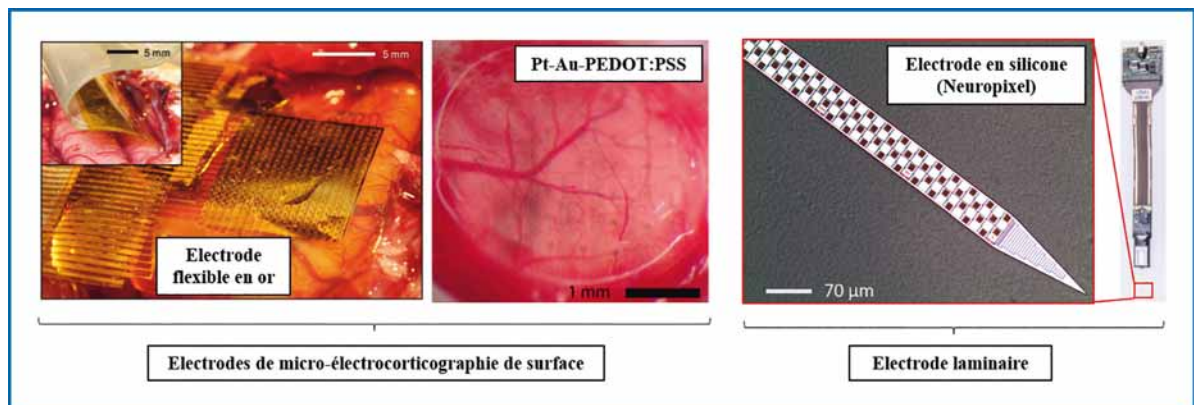 5 mm
5 mm
Electrode
flexible en or
Pt-Au-PEDOT:PSS
1 mm
Electrode en silicone
(Neuropixel)
70 µm
Electrodes de micro-électrocorticographie de surface
Electrode laminaire